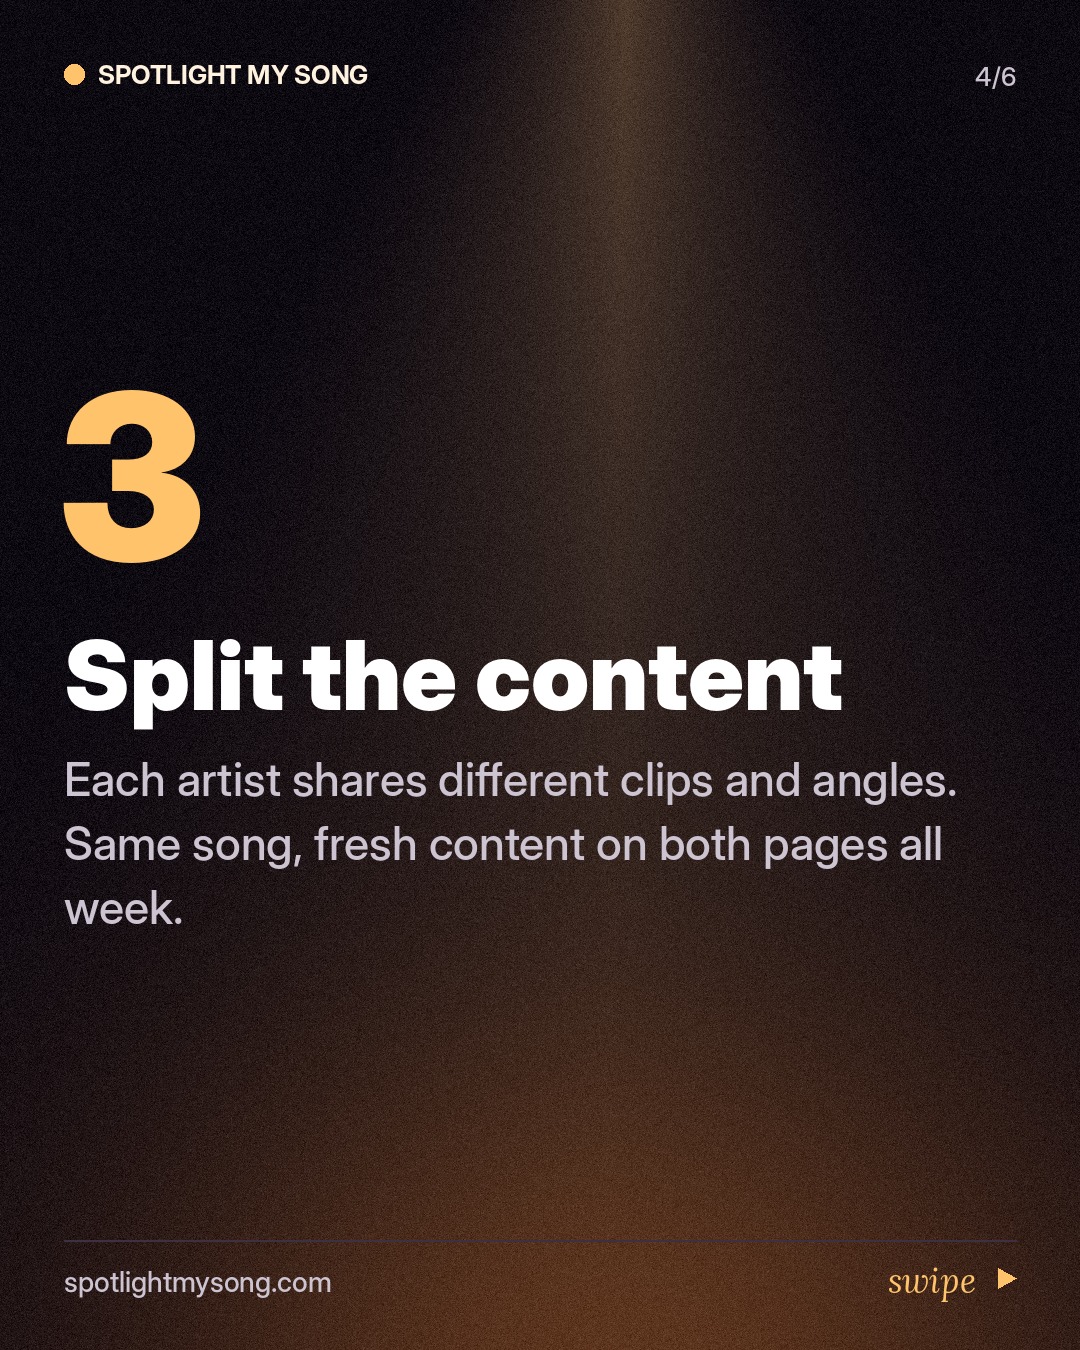 SPOTLIGHT MY SONG
4/6
3
Split the content
Each artist shares different clips and angles.
Same song, fresh content on both pages all
week.
spotlightmysong.com
swipe